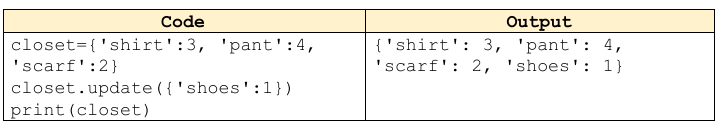 Code
Output
closet={'shirt':3, 'pant':4,
'scarf':2}
closet.update({'shoes':1})
print(closet)
{'shirt': 3, 'pant': 4,
'scarf': 2, 'shoes': 1}